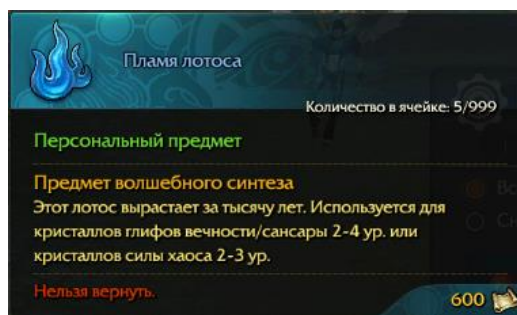 Пламя лотоса
Количество в ячейке: 5/999
Персональный предмет
Предмет волшебного синтеза
Этот лотос вырастает за тысячу лет. Используется для
кристаллов глифов вечности/сансары 2-4 ур. или
кристаллов силы хаоса 2-3 ур.
Нельзя вернуть.
600